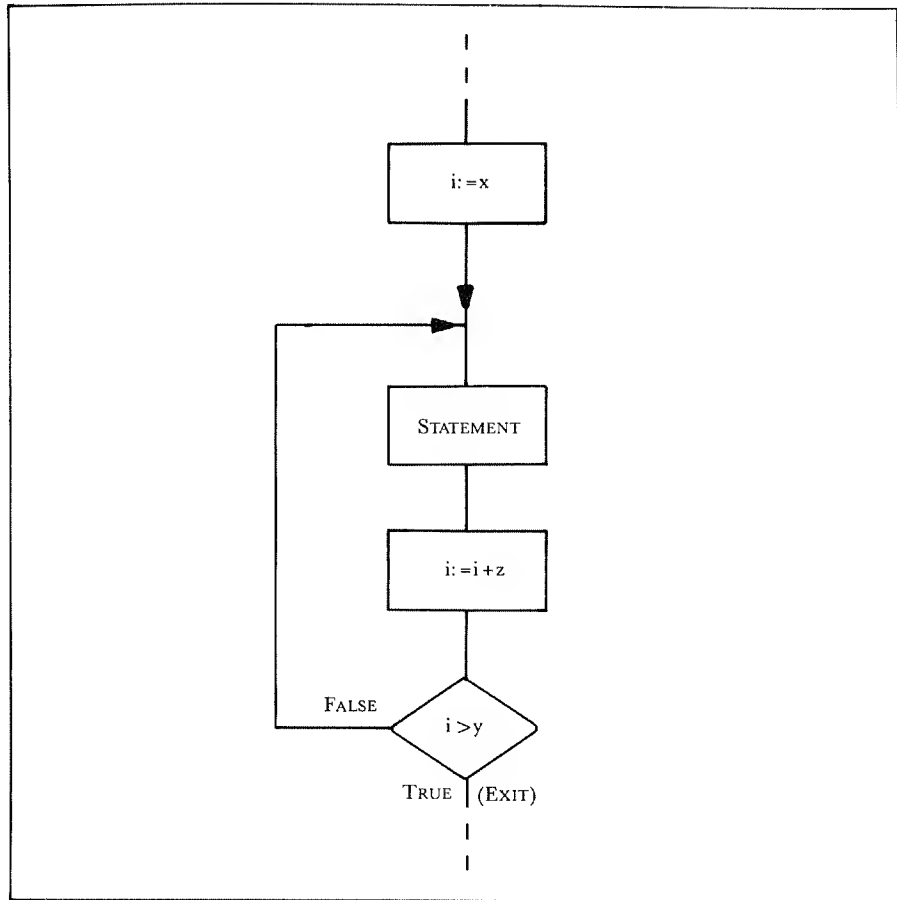 i:=x
STATEMENT
i:=i+z
FALSE
i>y
TRUE (EXIT)